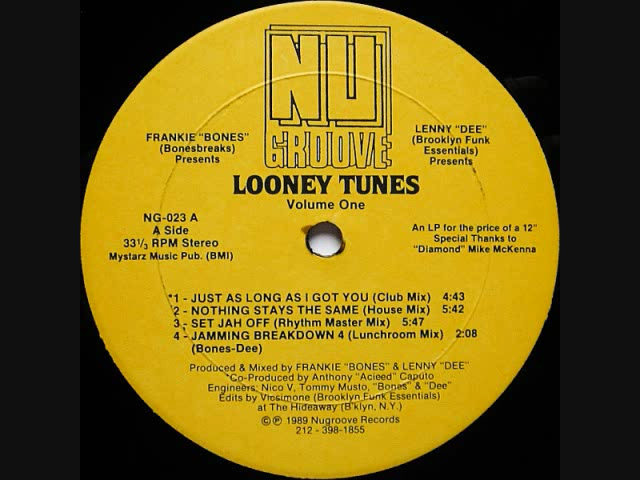 NU
GROOVE
FRANKIE "BONES"
(Bonesbreaks)
Presents
LENNY "DEE"
(Brooklyn Funk
Essentials)
Presents
LOONEY TUNES
Volume One
NG-023 A
A Side
33⅓ RPM Stereo
Mystarz Music Pub. (BMI)
An LP for the price of a 12"
Special Thanks to
"Diamond" Mike McKenna
*1 - JUST AS LONG AS I GOT YOU (Club Mix) 4:43
2 - NOTHING STAYS THE SAME (House Mix) 5:42
3 - SET JAH OFF (Rhythm Master Mix) 5:47
4 - JAMMING BREAKDOWN 4 (Lunchroom Mix) 2:08
(Bones-Dee)
Produced & Mixed by FRANKIE "BONES" & LENNY "DEE"
*Co-Produced by Anthony "Acieed" Caputo
Engineers: Nico V, Tommy Musto, "Bones" & "Dee"
Edits by Vicsimone (Brooklyn Funk Essentials)
at The Hideaway (B'klyn, N.Y.)
© ℗ 1989 Nugroove Records
212 - 398-1855